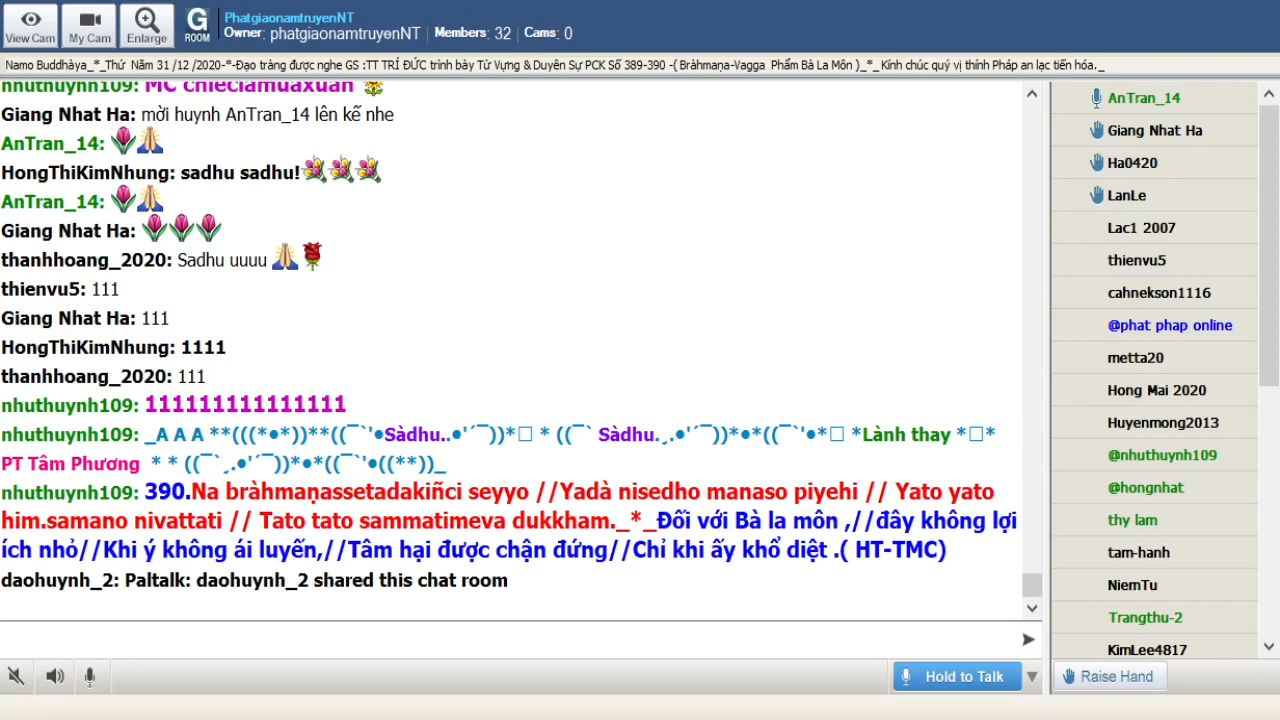 PhatgiaonamtruyenNT
Owner: phatgiaonamtruyenNT | Members: 32 | Cams: 0
View Cam
My Cam
Enlarge
G ROOM
Namo Buddhàya_*_Thứ Năm 31 /12 /2020-*-Đạo tràng được nghe GS :TT TRÍ ĐỨC trình bày Từ Vựng & Duyên Sự PCK Số 389-390 -( Bràhmaṇa-Vagga Phẩm Bà La Môn )_*_ Kính chúc quý vị thính Pháp an lạc tiến hóa._
nhuthuynh109: MC chieclamuaxuan
Giang Nhat Ha: mời huynh AnTran_14 lên kế nhe
AnTran_14:
HongThiKimNhung: sadhu sadhu!
AnTran_14:
Giang Nhat Ha:
thanhhoang_2020: Sadhu uuuu
thienvu5: 111
Giang Nhat Ha: 111
HongThiKimNhung: 1111
thanhhoang_2020: 111
nhuthuynh109: 111111111111111
nhuthuynh109: _A A A **(((*•*))**((¯`'•Sàdhu..•'´¯))*□ * ((¯` Sàdhu.¸.•'´¯))*•*((¯`'•*□ *Lành thay *□*
PT Tâm Phương * * ((¯`¸.•'´¯))*•*((¯`'•((**))_
nhuthuynh109: 390.Na bràhmaṇassetadakiñci seyyo //Yadà nisedho manaso piyehi // Yato yato
him.samano nivattati // Tato tato sammatimeva dukkham._*_Đối với Bà la môn ,//đây không lợi
ích nhỏ//Khi ý không ái luyến,//Tâm hại được chận đứng//Chỉ khi ấy khổ diệt .( HT-TMC)
daohuynh_2: Paltalk: daohuynh_2 shared this chat room
AnTran_14
Giang Nhat Ha
Ha0420
LanLe
Lac1 2007
thienvu5
cahnekson1116
@phat phap online
metta20
Hong Mai 2020
Huyenmong2013
@nhuthuynh109
@hongnhat
thy lam
tam-hanh
NiemTu
Trangthu-2
KimLee4817
Hold to Talk
Raise Hand